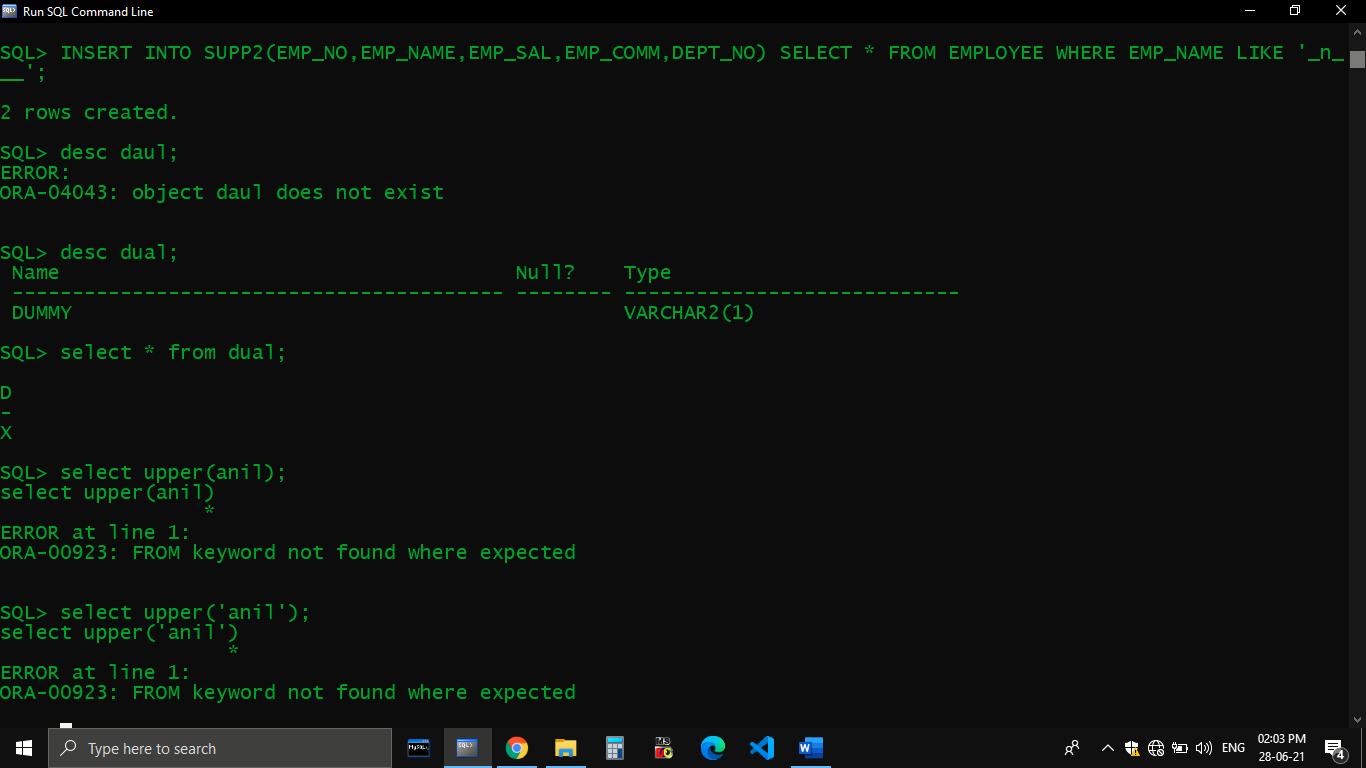 Run SQL Command Line
SQL> INSERT INTO SUPP2(EMP_NO,EMP_NAME,EMP_SAL,EMP_COMM,DEPT_NO) SELECT * FROM EMPLOYEE WHERE EMP_NAME LIKE '_n_
__';
2 rows created.
SQL> desc daul;
ERROR:
ORA-04043: object daul does not exist
SQL> desc dual;
Name Null? Type
----------------------------------------- -------- ----------------------------
DUMMY VARCHAR2(1)
SQL> select * from dual;
D
-
X
SQL> select upper(anil);
select upper(anil)
*
ERROR at line 1:
ORA-00923: FROM keyword not found where expected
SQL> select upper('anil');
select upper('anil')
*
ERROR at line 1:
ORA-00923: FROM keyword not found where expected
Type here to search
MySQL
SQL>
MS
ENG
02:03 PM
28-06-21
4